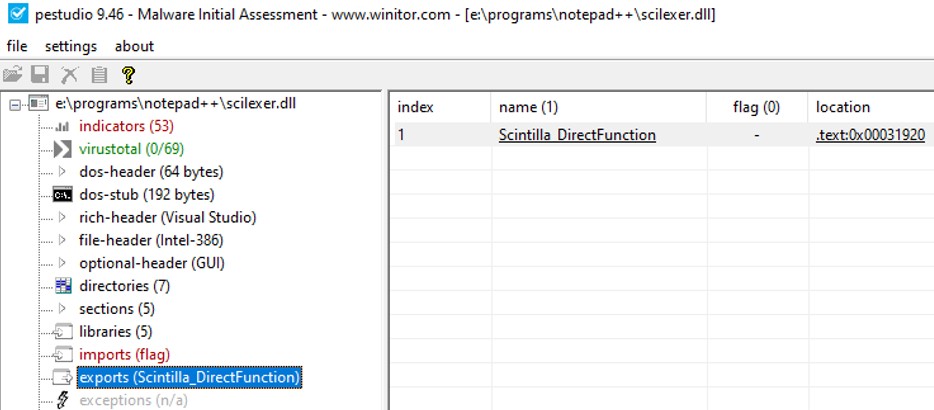 pestudio 9.46 - Malware Initial Assessment - www.winitor.com - [e:\programs\notepad++\scilexer.dll]
file settings about
e:\programs\notepad++\scilexer.dll
indicators (53)
virustotal (0/69)
dos-header (64 bytes)
dos-stub (192 bytes)
rich-header (Visual Studio)
file-header (Intel-386)
optional-header (GUI)
directories (7)
sections (5)
libraries (5)
imports (flag)
exports (Scintilla_DirectFunction)
exceptions (n/a)
index name (1) flag (0) location
1 Scintilla_DirectFunction - .text:0x00031920